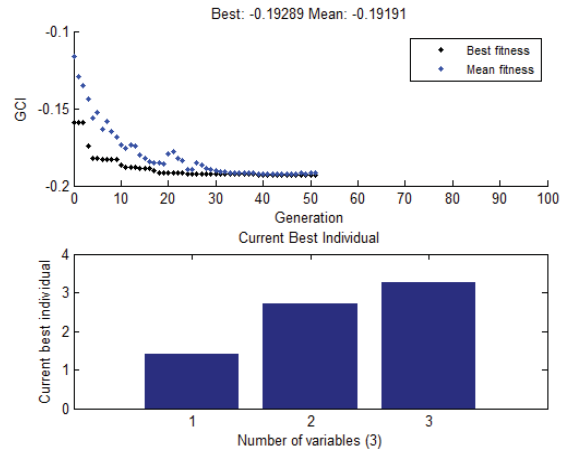 Best: -0.19289 Mean: -0.19191
-0.1
-0.15
-0.2
GCI
Best fitness
Mean fitness
0 10 20 30 40 50 60 70 80 90 100
Generation
Current Best Individual
4
3
2
1
0
Current best individual
1 2 3
Number of variables (3)